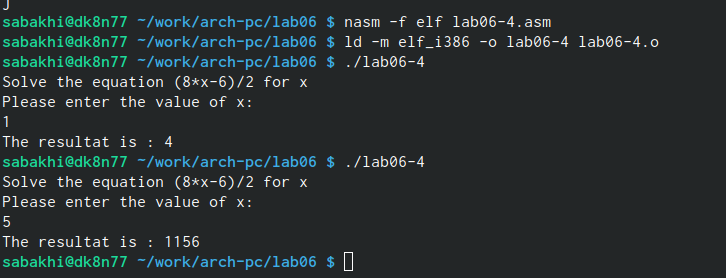 sabakhi@dk8n77 ~/work/arch-pc/lab06 $ nasm -f elf lab06-4.asm
sabakhi@dk8n77 ~/work/arch-pc/lab06 $ ld -m elf_i386 -o lab06-4 lab06-4.o
sabakhi@dk8n77 ~/work/arch-pc/lab06 $ ./lab06-4
Solve the equation (8*x-6)/2 for x
Please enter the value of x:
1
The resultat is : 4
sabakhi@dk8n77 ~/work/arch-pc/lab06 $ ./lab06-4
Solve the equation (8*x-6)/2 for x
Please enter the value of x:
5
The resultat is : 1156
sabakhi@dk8n77 ~/work/arch-pc/lab06 $